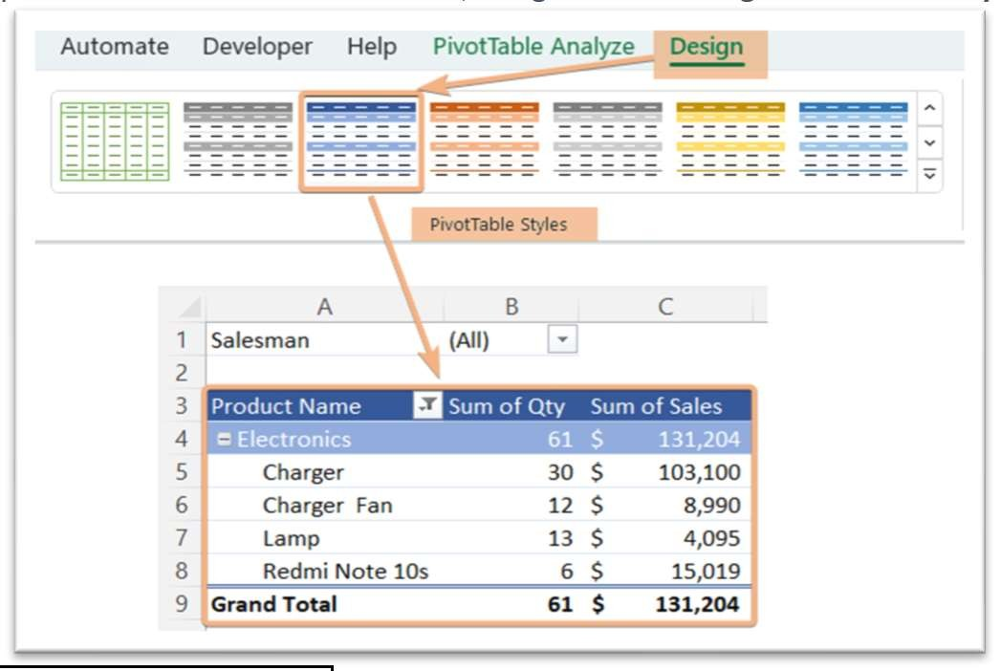 Automate Developer Help PivotTable Analyze Design
PivotTable Styles
A B C
1 Salesman (All)
2
3 Product Name Sum of Qty Sum of Sales
4 Electronics 61 $ 131,204
5 Charger 30 $ 103,100
6 Charger Fan 12 $ 8,990
7 Lamp 13 $ 4,095
8 Redmi Note 10s 6 $ 15,019
9 Grand Total 61 $ 131,204